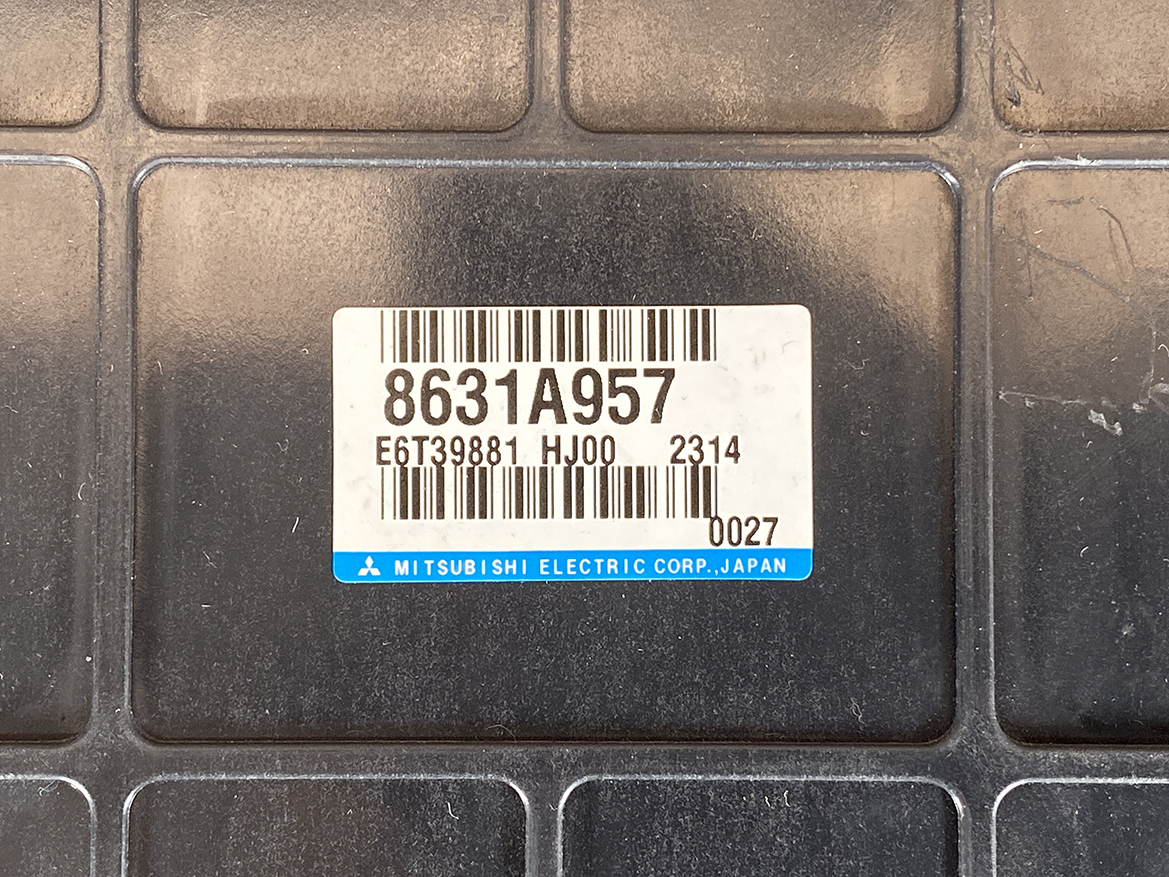 8631A957
E6T39881 HJ00 2314
0027
MITSUBISHI ELECTRIC CORP.,JAPAN